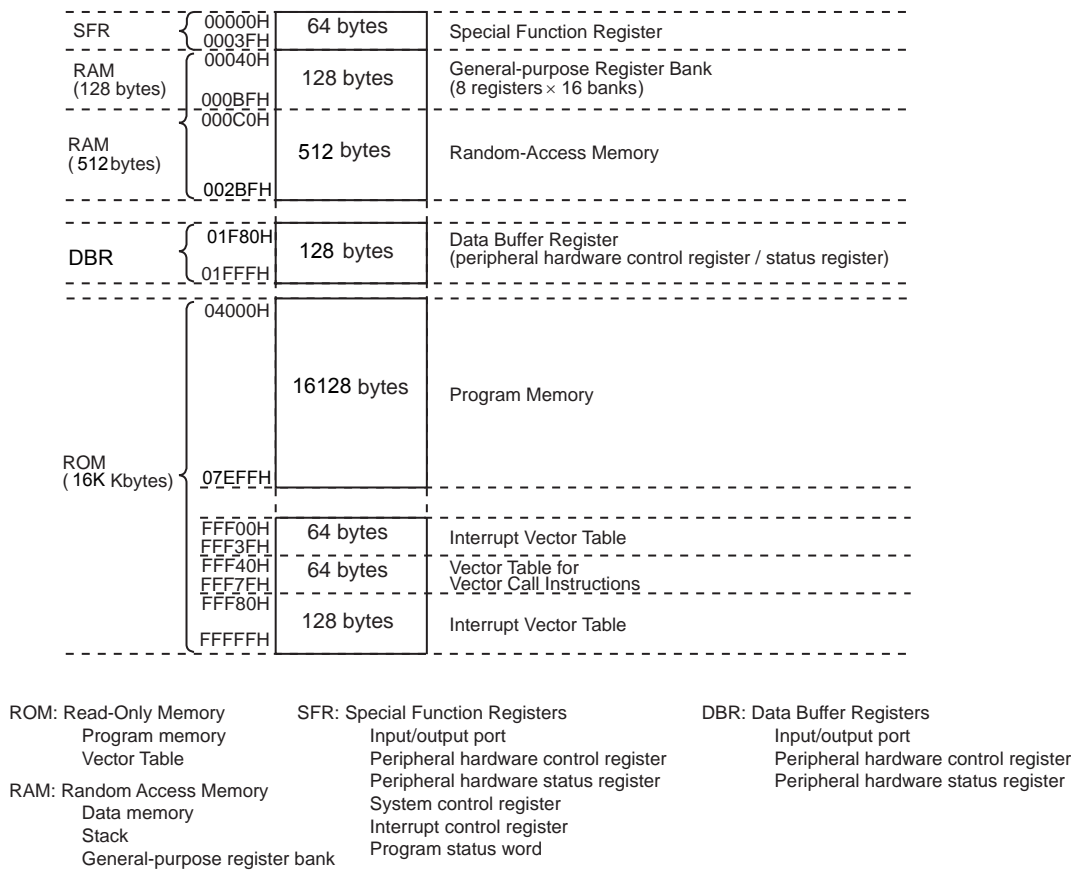 SFR
00000H
0003FH
64 bytes
Special Function Register
RAM
(128 bytes)
00040H
000BFH
128 bytes
General-purpose Register Bank
(8 registers × 16 banks)
RAM
( 512bytes)
000C0H
002BFH
512 bytes
Random-Access Memory
DBR
01F80H
01FFFH
128 bytes
Data Buffer Register
(peripheral hardware control register / status register)
ROM
( 16K Kbytes)
04000H
07EFFH
16128 bytes
Program Memory
FFF00H
FFF3FH
64 bytes
Interrupt Vector Table
FFF40H
FFF7FH
64 bytes
Vector Table for
Vector Call Instructions
FFF80H
FFFFFH
128 bytes
Interrupt Vector Table
ROM: Read-Only Memory
Program memory
Vector Table
RAM: Random Access Memory
Data memory
Stack
General-purpose register bank
SFR: Special Function Registers
Input/output port
Peripheral hardware control register
Peripheral hardware status register
System control register
Interrupt control register
Program status word
DBR: Data Buffer Registers
Input/output port
Peripheral hardware control register
Peripheral hardware status register